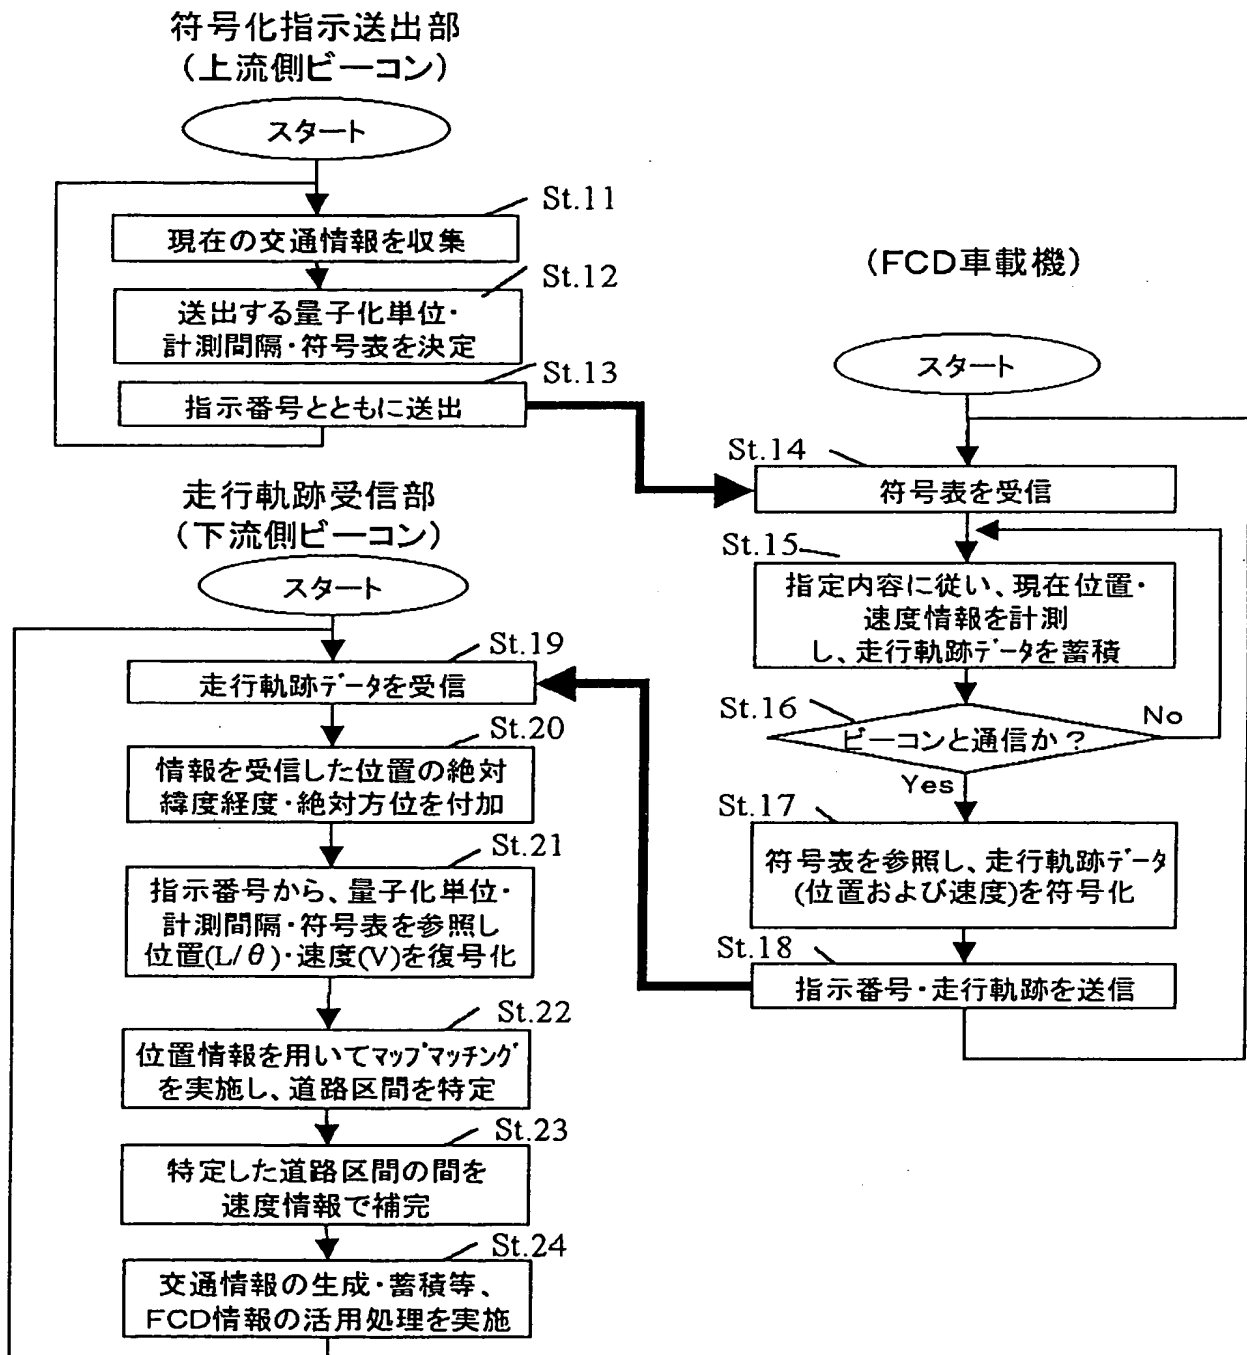 符号化指示送出部
(上流側ビーコン)
スタート
St.11
現在の交通情報を収集
St.12
送出する量子化単位・
計測間隔・符号表を決定
St.13
指示番号とともに送出
(FCD車載機)
スタート
St.14
符号表を受信
St.15
指定内容に従い、現在位置・
速度情報を計測
し、走行軌跡データを蓄積
St.16
ビーコンと通信か?
No
Yes
St.17
符号表を参照し、走行軌跡データ
(位置および速度)を符号化
St.18
指示番号・走行軌跡を送信
走行軌跡受信部
(下流側ビーコン)
スタート
St.19
走行軌跡データを受信
St.20
情報を受信した位置の絶対
緯度経度・絶対方位を付加
St.21
指示番号から、量子化単位・
計測間隔・符号表を参照し
位置(L/θ)・速度(V)を復号化
St.22
位置情報を用いてマップマッチング
を実施し、道路区間を特定
St.23
特定した道路区間の間を
速度情報で補完
St.24
交通情報の生成・蓄積等、
FCD情報の活用処理を実施